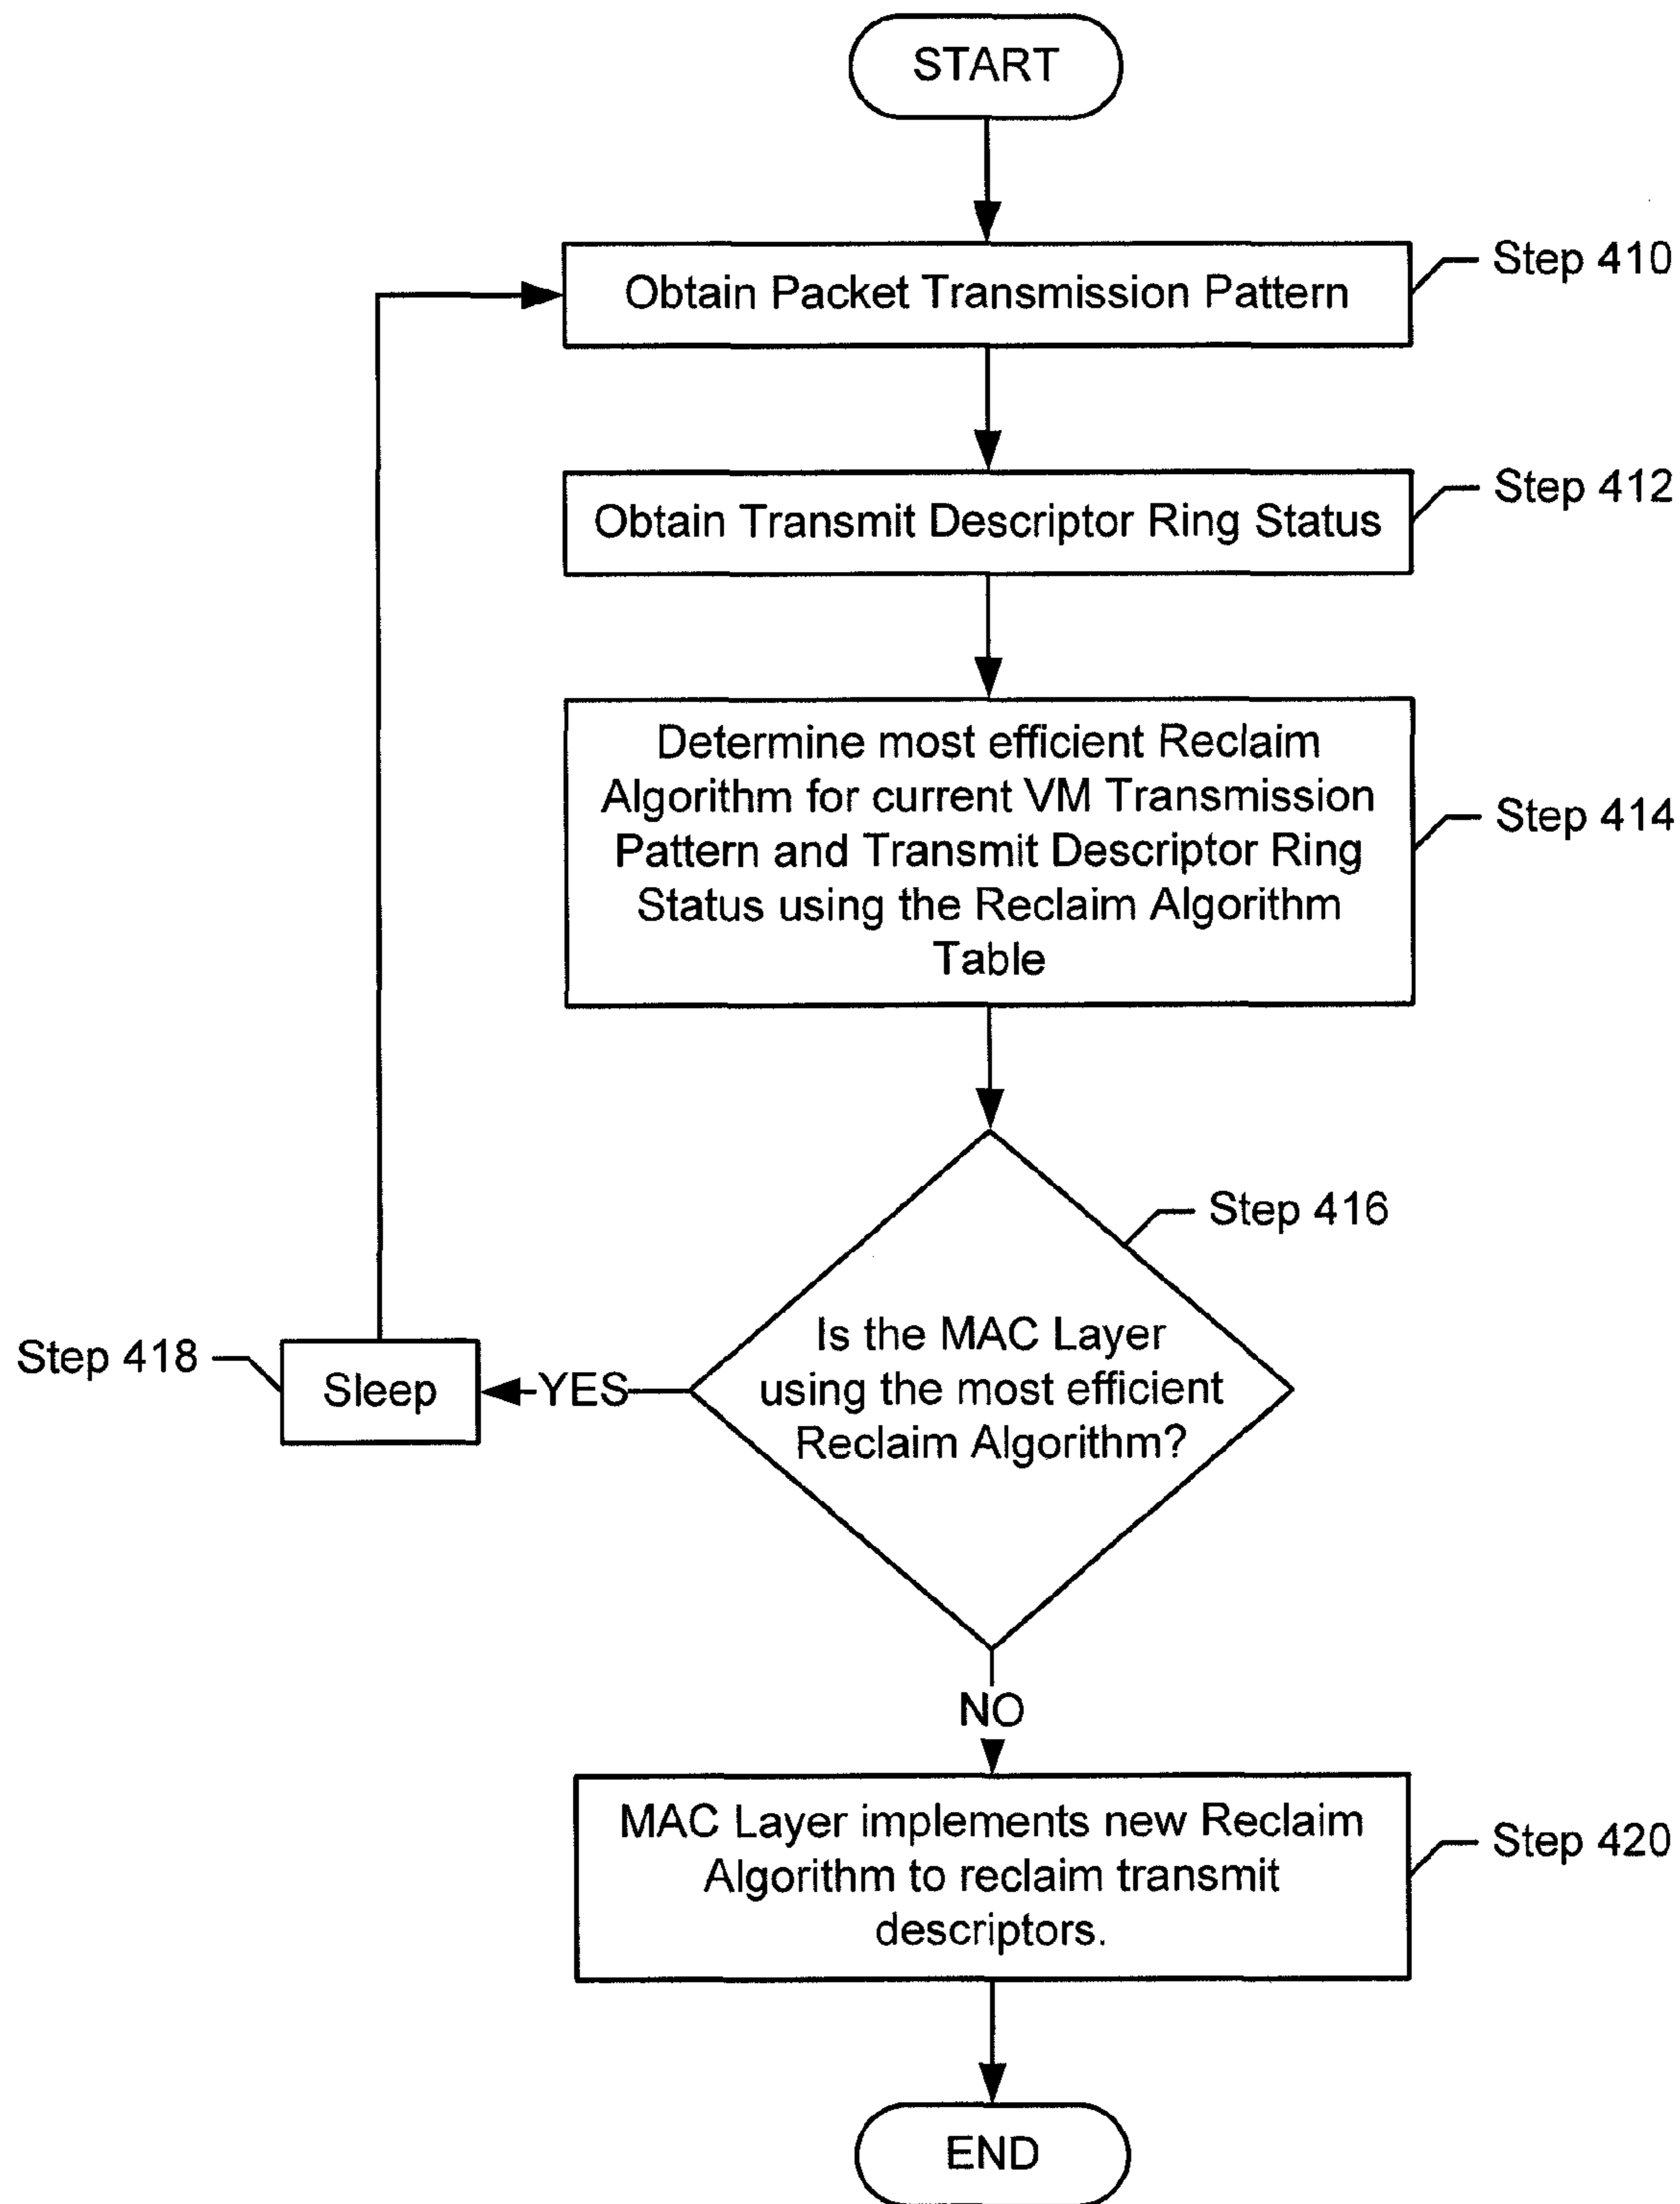 START
Obtain Packet Transmission Pattern
Step 410
Obtain Transmit Descriptor Ring Status
Step 412
Determine most efficient Reclaim
Algorithm for current VM Transmission
Pattern and Transmit Descriptor Ring
Status using the Reclaim Algorithm
Table
Step 414
Step 416
Is the MAC Layer
using the most efficient
Reclaim Algorithm?
YES
Sleep
Step 418
NO
MAC Layer implements new Reclaim
Algorithm to reclaim transmit
descriptors.
Step 420
END